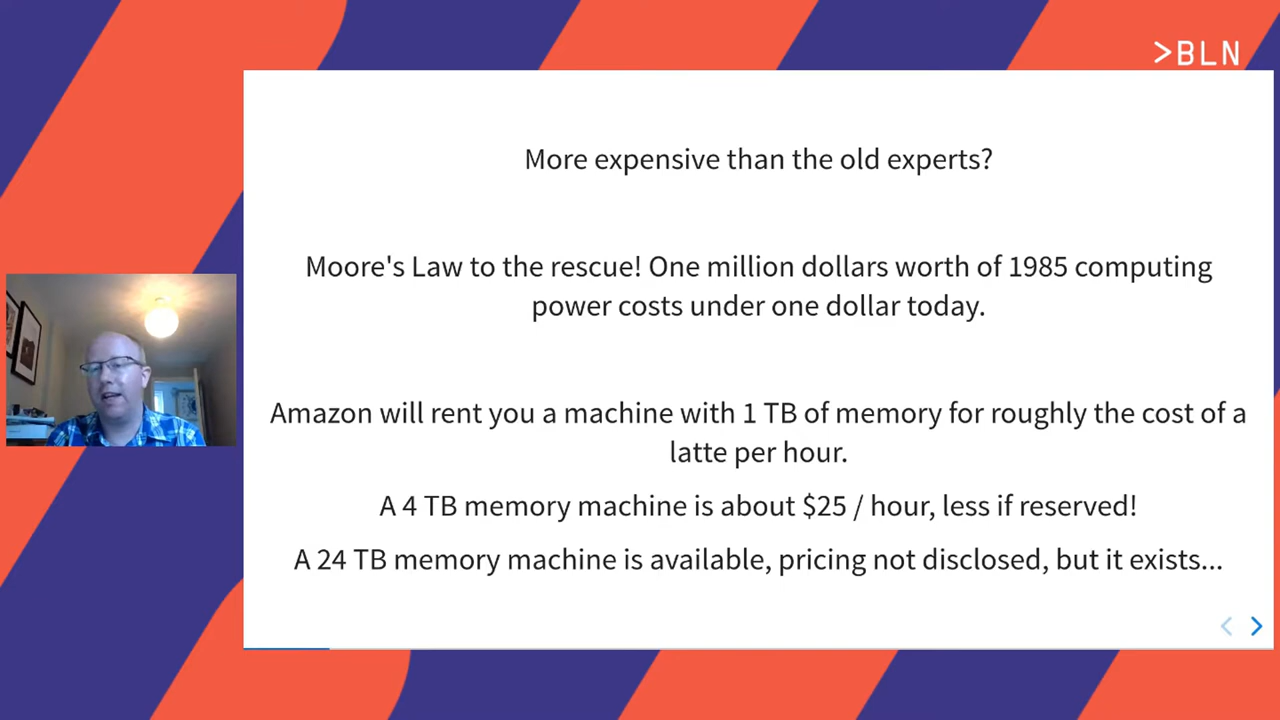 >BLN
More expensive than the old experts?
Moore's Law to the rescue! One million dollars worth of 1985 computing
power costs under one dollar today.
Amazon will rent you a machine with 1 TB of memory for roughly the cost of a
latte per hour.
A 4 TB memory machine is about $25 / hour, less if reserved!
A 24 TB memory machine is available, pricing not disclosed, but it exists...